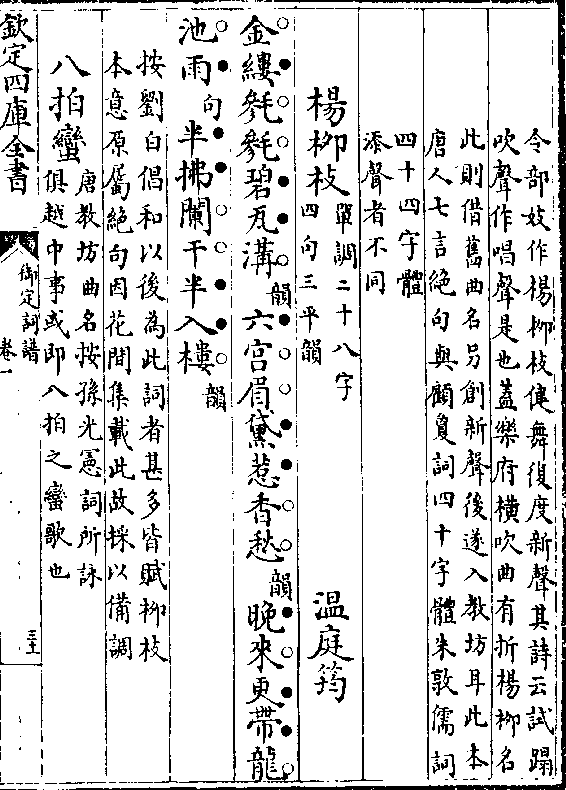 令部妓作楊柳枝健舞復度新聲其詩云試蹋
吹聲作唱聲是也蓋樂府横吹曲有折楊柳名
此則借舊曲名另創新聲後遂入教坊耳此本
唐人七言絶句與顧夐詞四十字體朱敦儒詞
四十四字體
添聲者不同
楊柳枝 單調二十八字
四句三平韻 温庭筠
金縷毿毿碧瓦溝韻六宫眉黛惹香愁韻晚來更帶龍
池雨句半拂闌干半入樓韻
按劉白倡和以後為此詞者甚多皆賦柳枝
本意原屬絶句因花間集載此故採以備調
八拍蠻 唐教坊曲名按孫光憲詞所詠
俱越中事或即八拍之蠻歌也
欽定四庫全書
御定詞譜
卷一